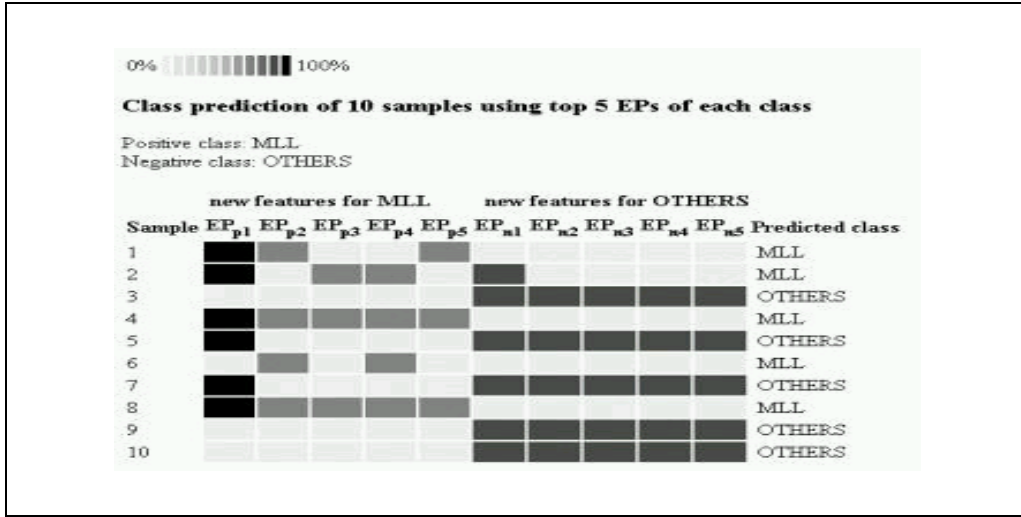 0% 100%
Class prediction of 10 samples using top 5 EPs of each class
Positive class: MLL
Negative class: OTHERS
new features for MLL new features for OTHERS
Sample EPp1 EPp2 EPp3 EPp4 EPp5 EPn1 EPn2 EPn3 EPn4 EPn5 Predicted class
1 MLL
2 MLL
3 OTHERS
4 MLL
5 OTHERS
6 MLL
7 OTHERS
8 MLL
9 OTHERS
10 OTHERS